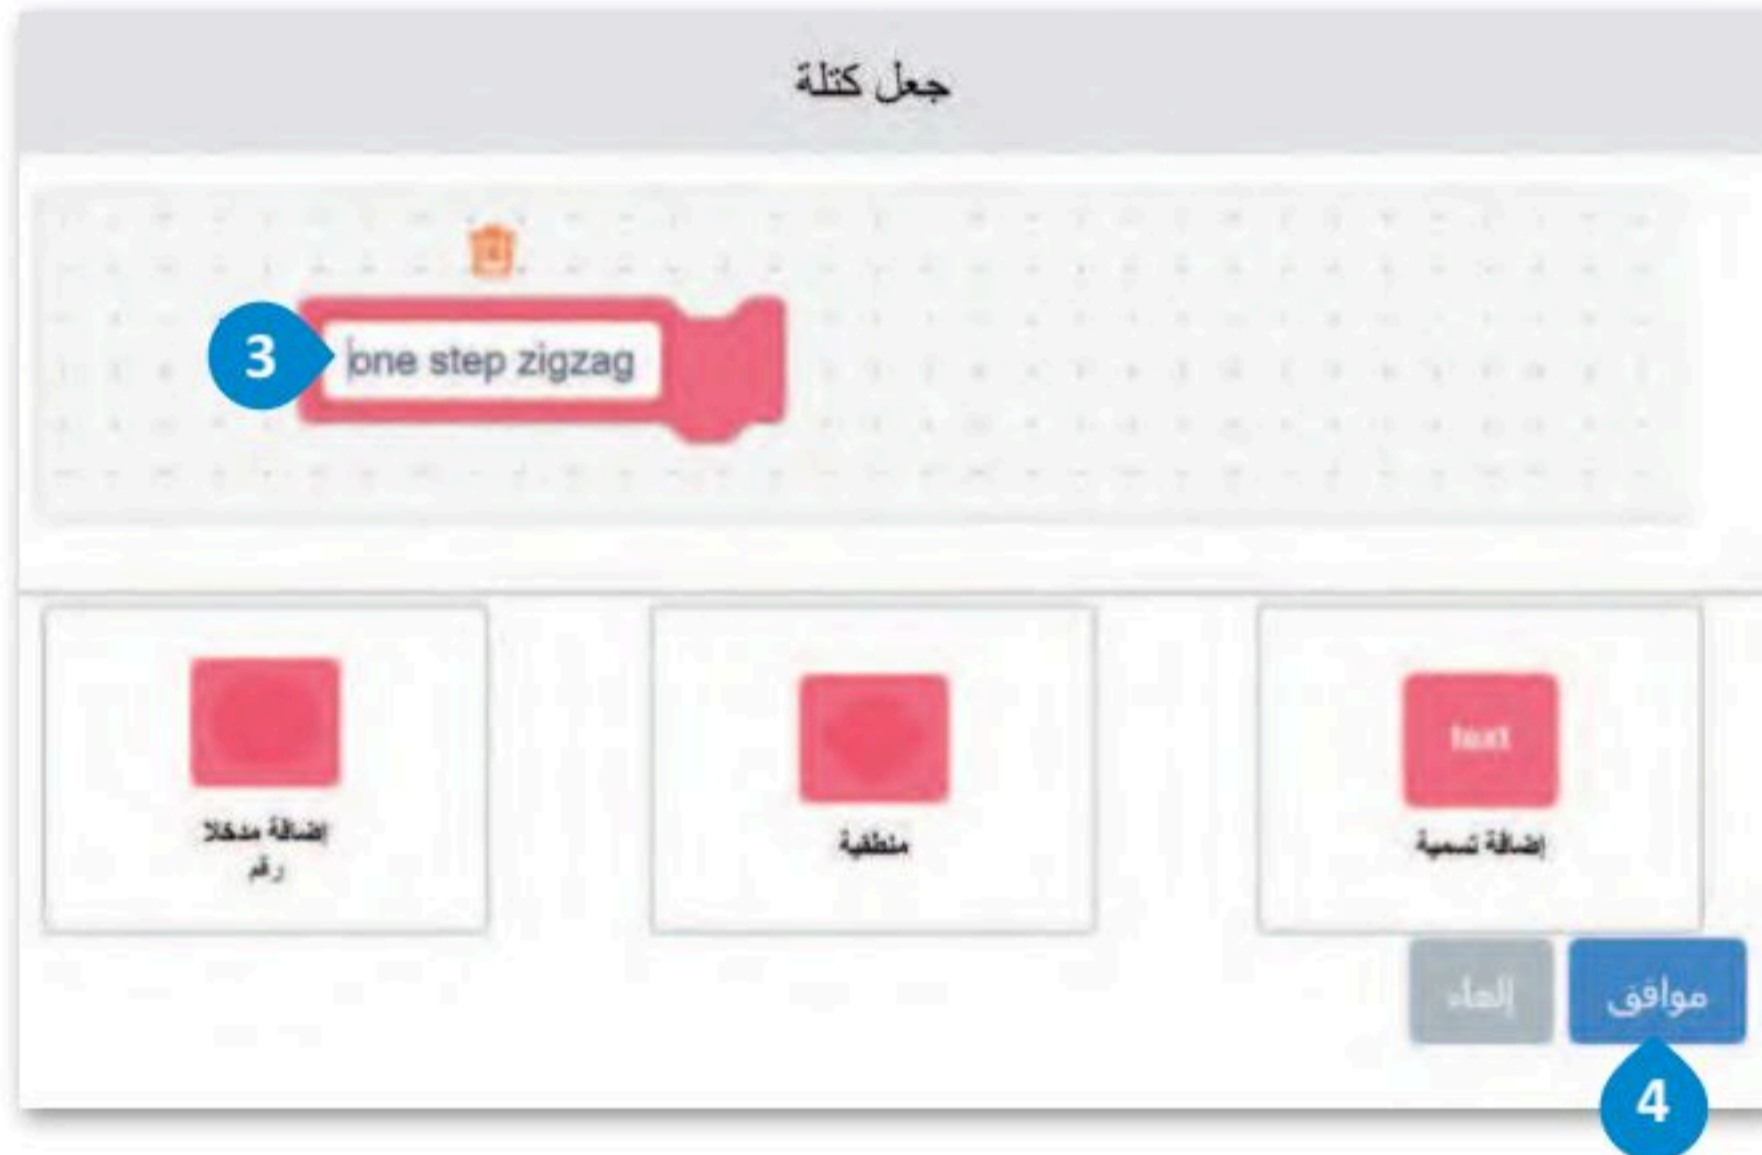 جعل كتلة
3
one step zigzag
text
إضافة تسمية
منطقية
إضافة مدخلا
رقم
موافق
إلغاء
4